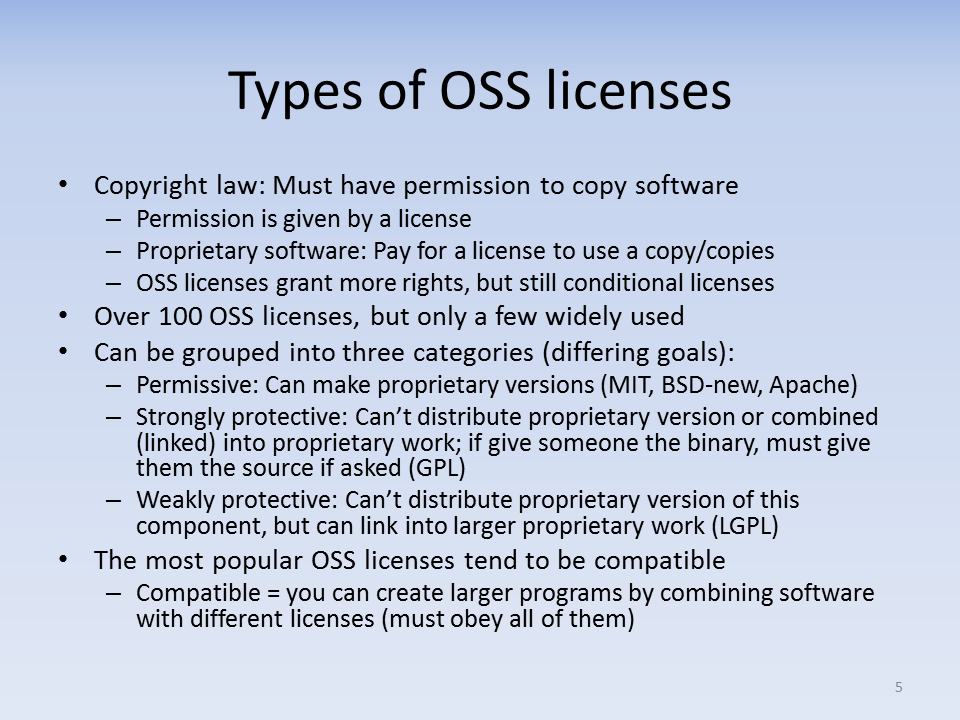 Types of OSS licenses
• Copyright law: Must have permission to copy software
– Permission is given by a license
– Proprietary software: Pay for a license to use a copy/copies
– OSS licenses grant more rights, but still conditional licenses
• Over 100 OSS licenses, but only a few widely used
• Can be grouped into three categories (differing goals):
– Permissive: Can make proprietary versions (MIT, BSD-new, Apache)
– Strongly protective: Can’t distribute proprietary version or combined
(linked) into proprietary work; if give someone the binary, must give
them the source if asked (GPL)
– Weakly protective: Can’t distribute proprietary version of this
component, but can link into larger proprietary work (LGPL)
• The most popular OSS licenses tend to be compatible
– Compatible = you can create larger programs by combining software
with different licenses (must obey all of them)
5